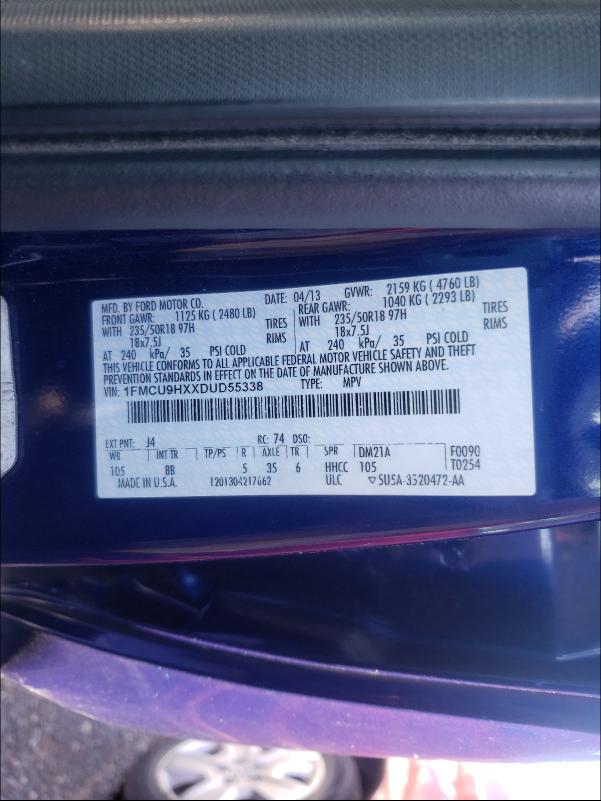 MFD. BY FORD MOTOR CO.
DATE: 04/13 GVWR: 2159 KG ( 4760 LB)
FRONT GAWR: 1125 KG ( 2480 LB) REAR GAWR: 1040 KG ( 2293 LB)
WITH 235/50R18 97H TIRES WITH 235/50R18 97H TIRES
18x7.5J RIMS 18x7.5J RIMS
AT 240 kPa/ 35 PSI COLD AT 240 kPa/ 35 PSI COLD
THIS VEHICLE CONFORMS TO ALL APPLICABLE FEDERAL MOTOR VEHICLE SAFETY AND THEFT
PREVENTION STANDARDS IN EFFECT ON THE DATE OF MANUFACTURE SHOWN ABOVE.
VIN: 1FMCU9HXXDUD55338 TYPE: MPV
EXT PNT: J4 RC: 74 DSO:
WB INT TR TP/PS R AXLE TR SPR DM21A F0090
105 8B 5 35 6 HHCC 105 T0254
MADE IN U.S.A. 1201304217662 ULC ▽5U5A-3520472-AA